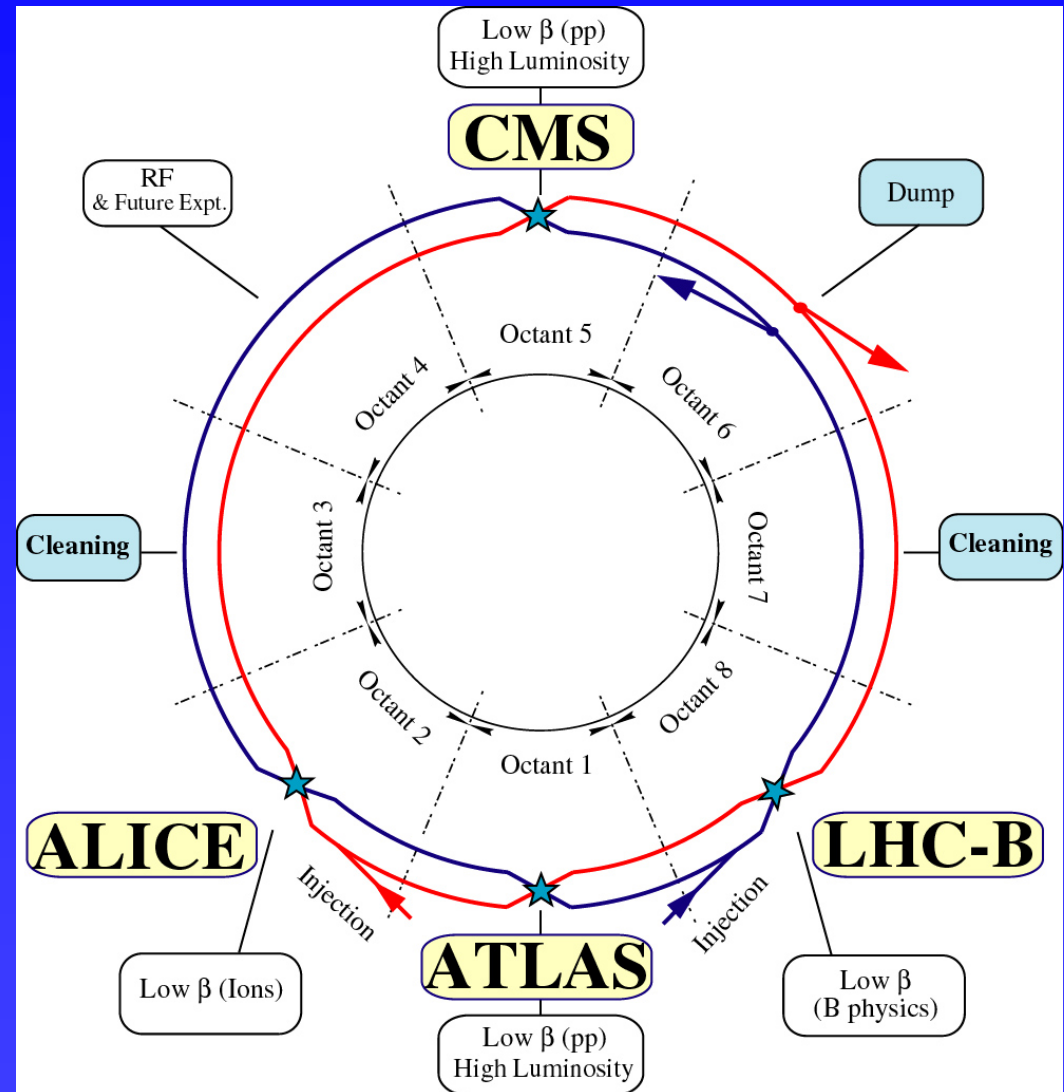 Low β (pp)
High Luminosity
CMS
RF
& Future Expt.
Dump
Octant 5
Octant 4
Octant 6
Octant 3
Octant 7
Cleaning
Cleaning
Octant 2
Octant 8
Octant 1
ALICE
LHC-B
Injection
Injection
ATLAS
Low β (Ions)
Low β
(B physics)
Low β (pp)
High Luminosity